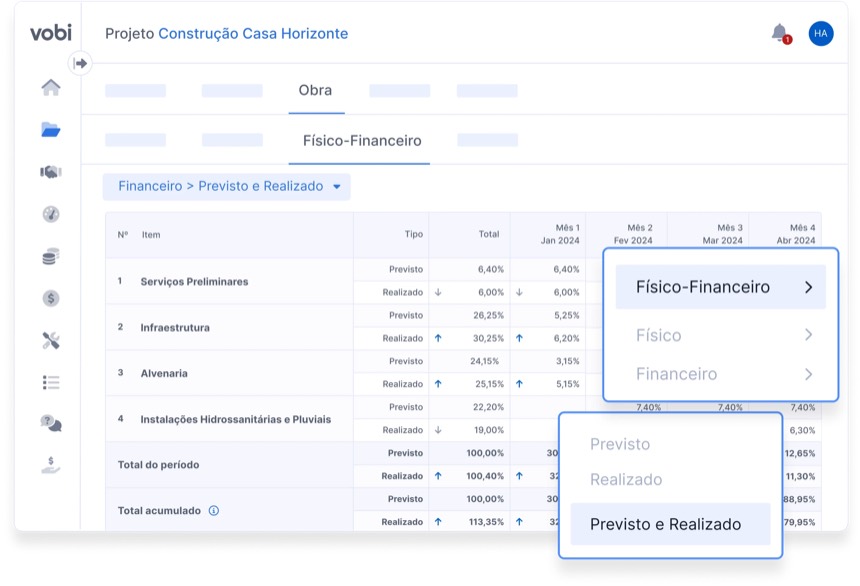 vobi
Projeto Construção Casa Horizonte
1
HA
Obra
Físico-Financeiro
Financeiro > Previsto e Realizado
Nº Item Tipo Total Mês 1 Mês 2 Mês 3 Mês 4
Jan 2024 Fev 2024 Mar 2024 Abr 2024
1 Serviços Preliminares
Previsto 6,40% 6,40%
Realizado ↓ 6,00% ↓ 6,00%
2 Infraestrutura
Previsto 26,25% 5,25%
Realizado ↑ 30,25% ↑ 6,20%
3 Alvenaria
Previsto 24,15% 3,15%
Realizado ↑ 25,15% ↑ 5,15%
4 Instalações Hidrossanitárias e Pluviais
Previsto 22,20% 7,40% 7,40% 7,40%
Realizado ↓ 19,00% 6,30%
Total do período
Previsto 100,00% 30 12,65%
Realizado ↑ 100,40% ↑ 32 11,30%
Total acumulado
Previsto 100,00% 30 88,95%
Realizado ↑ 113,35% ↑ 32 79,95%
Físico-Financeiro >
Físico >
Financeiro >
Previsto
Realizado
Previsto e Realizado